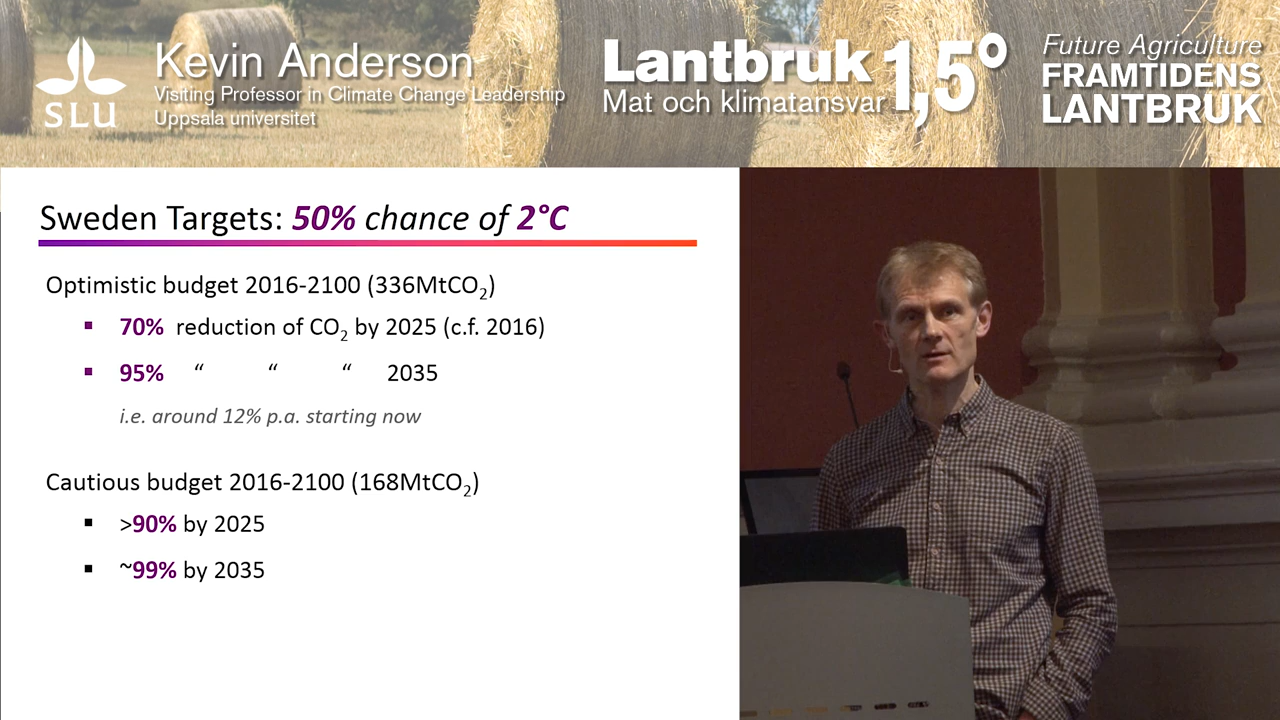 SLU
Kevin Anderson
Visiting Professor in Climate Change Leadership
Uppsala universitet
Lantbruk 1,5°
Mat och klimatansvar
Future Agriculture
FRAMTIDENS
LANTBRUK
Sweden Targets: 50% chance of 2°C
Optimistic budget 2016-2100 (336MtCO₂)
▪ 70% reduction of CO₂ by 2025 (c.f. 2016)
▪ 95% “ “ “ 2035
i.e. around 12% p.a. starting now
Cautious budget 2016-2100 (168MtCO₂)
▪ >90% by 2025
▪ ~99% by 2035